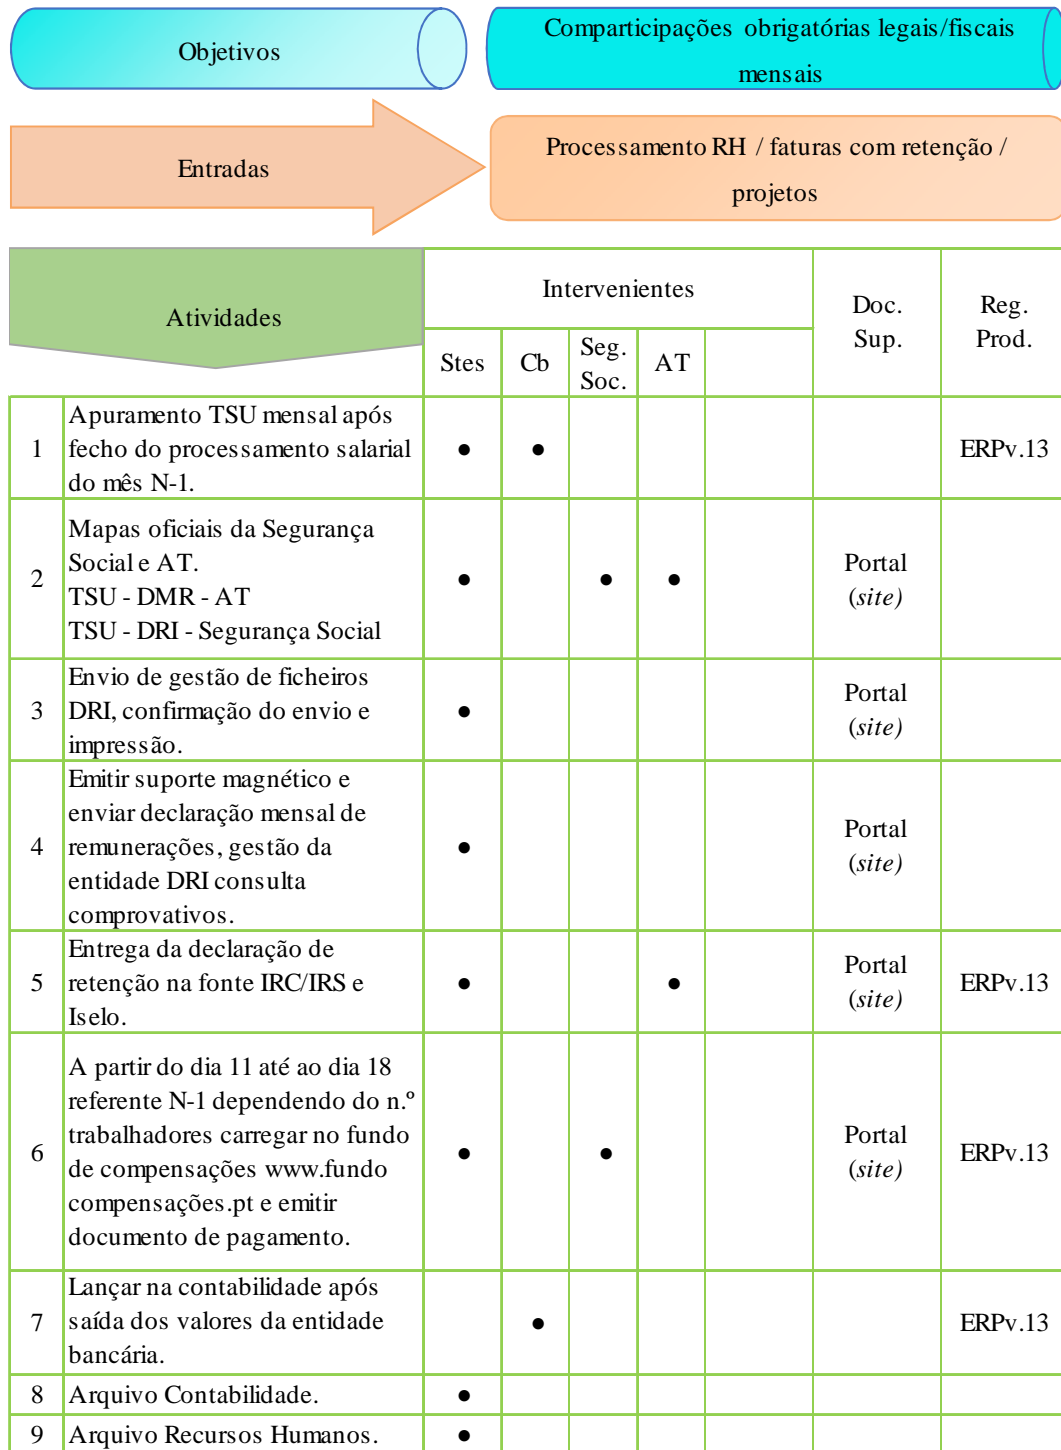 Objetivos
Comparticipações obrigatórias legais/fiscais
mensais
Entradas
Processamento RH / faturas com retenção /
projetos
Atividades
Intervenientes
Doc.
Sup.
Reg.
Prod.
Stes
Cb
Seg.
Soc.
AT
1
Apuramento TSU mensal após
fecho do processamento salarial
do mês N-1.
● ●
ERPv.13
2
Mapas oficiais da Segurança
Social e AT.
TSU - DMR - AT
TSU - DRI - Segurança Social
● ● ●
Portal
(site)
3
Envio de gestão de ficheiros
DRI, confirmação do envio e
impressão.
●
Portal
(site)
4
Emitir suporte magnético e
enviar declaração mensal de
remunerações, gestão da
entidade DRI consulta
comprovativos.
●
Portal
(site)
5
Entrega da declaração de
retenção na fonte IRC/IRS e
Iselo.
● ●
Portal
(site)
ERPv.13
6
A partir do dia 11 até ao dia 18
referente N-1 dependendo do n.º
trabalhadores carregar no fundo
de compensações www.fundo
compensações.pt e emitir
documento de pagamento.
● ●
Portal
(site)
ERPv.13
7
Lançar na contabilidade após
saída dos valores da entidade
bancária.
●
ERPv.13
8 Arquivo Contabilidade. ●
9 Arquivo Recursos Humanos. ●